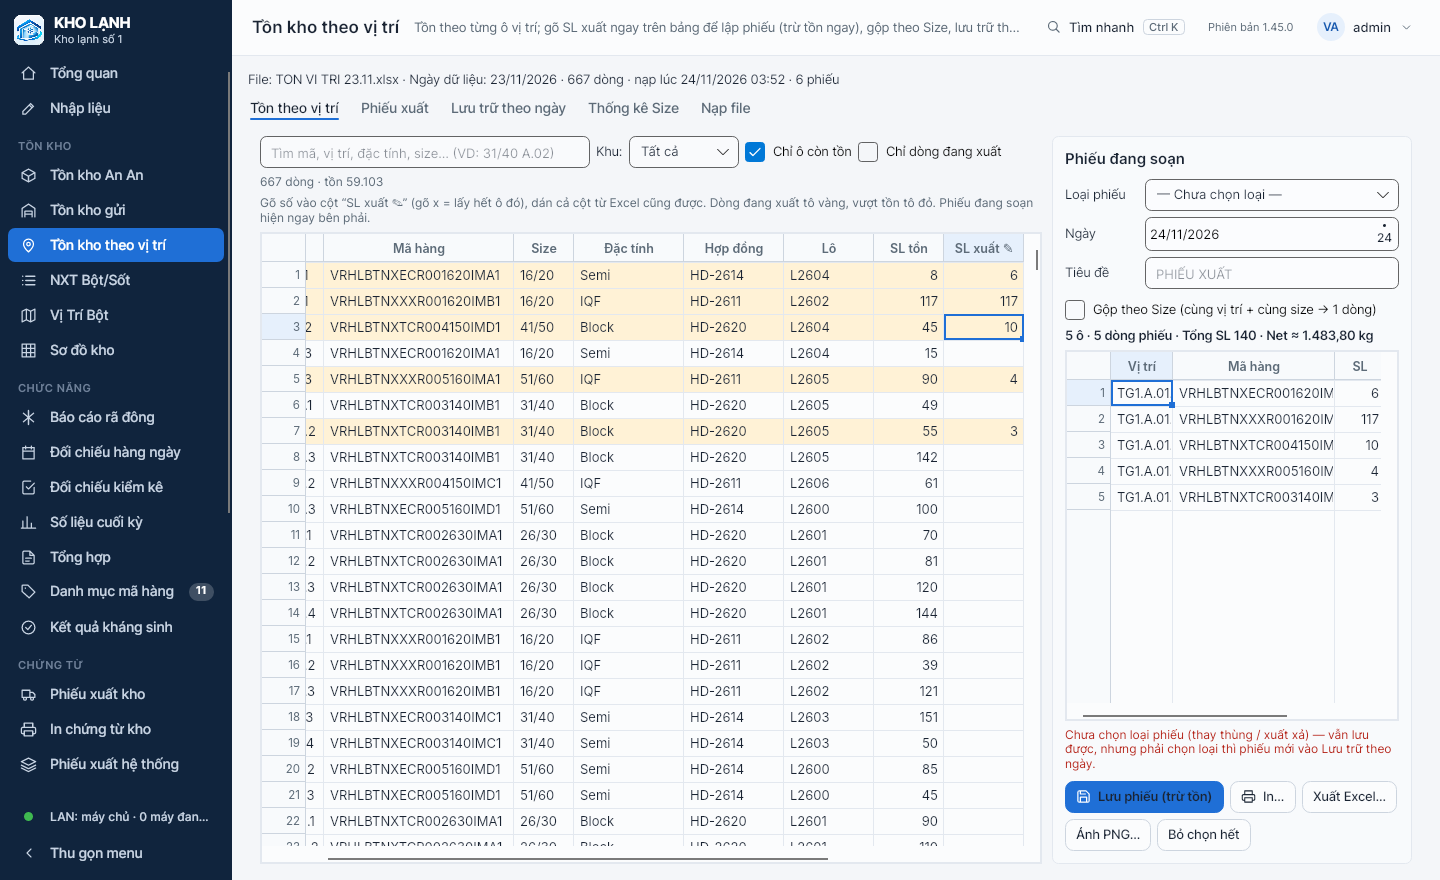 KHO LẠNH
Kho lạnh số 1
Tổng quan
Nhập liệu
TỒN KHO
Tồn kho An An
Tồn kho gửi
Tồn kho theo vị trí
NXT Bột/Sốt
Vị Trí Bột
Sơ đồ kho
CHỨC NĂNG
Báo cáo rã đông
Đối chiếu hàng ngày
Đối chiếu kiểm kê
Số liệu cuối kỳ
Tổng hợp
Danh mục mã hàng 11
Kết quả kháng sinh
CHỨNG TỪ
Phiếu xuất kho
In chứng từ kho
Phiếu xuất hệ thống
LAN: máy chủ · 0 máy đan...
Thu gọn menu
Tồn kho theo vị trí
Tồn theo từng ô vị trí; gõ SL xuất ngay trên bảng để lập phiếu (trừ tồn ngay), gộp theo Size, lưu trữ th...
Tìm nhanh Ctrl K
Phiên bản 1.45.0
VA admin
File: TON VI TRI 23.11.xlsx · Ngày dữ liệu: 23/11/2026 · 667 dòng · nạp lúc 24/11/2026 03:52 · 6 phiếu
Tồn theo vị trí Phiếu xuất Lưu trữ theo ngày Thống kê Size Nạp file
Tìm mã, vị trí, đặc tính, size... (VD: 31/40 A.02) Khu: Tất cả Chỉ ô còn tồn Chỉ dòng đang xuất
667 dòng · tồn 59.103
Gõ số vào cột "SL xuất ✎" (gõ x = lấy hết ô đó), dán cả cột từ Excel cũng được. Dòng đang xuất tô vàng, vượt tồn tô đỏ. Phiếu đang soạn
hiện ngay bên phải.
Mã hàng Size Đặc tính Hợp đồng Lô SL tồn SL xuất ✎
1 1 VRHLBTNXECR001620IMA1 16/20 Semi HD-2614 L2604 8 6
2 1 VRHLBTNXXXR001620IMB1 16/20 IQF HD-2611 L2602 117 117
3 2 VRHLBTNXTCR004150IMD1 41/50 Block HD-2620 L2604 45 10
4 3 VRHLBTNXECR001620IMA1 16/20 Semi HD-2614 L2604 15
5 3 VRHLBTNXXXR005160IMA1 51/60 IQF HD-2611 L2605 90 4
6 .1 VRHLBTNXTCR003140IMB1 31/40 Block HD-2620 L2605 49
7 .2 VRHLBTNXTCR003140IMB1 31/40 Block HD-2620 L2605 55 3
8 .3 VRHLBTNXTCR003140IMB1 31/40 Block HD-2620 L2605 142
9 .2 VRHLBTNXXXR004150IMC1 41/50 IQF HD-2611 L2606 61
10 .3 VRHLBTNXECR005160IMD1 51/60 Semi HD-2614 L2600 100
11 .1 VRHLBTNXTCR002630IMA1 26/30 Block HD-2620 L2601 70
12 .2 VRHLBTNXTCR002630IMA1 26/30 Block HD-2620 L2601 81
13 .3 VRHLBTNXTCR002630IMA1 26/30 Block HD-2620 L2601 120
14 .4 VRHLBTNXTCR002630IMA1 26/30 Block HD-2620 L2601 144
15 .1 VRHLBTNXXXR001620IMB1 16/20 IQF HD-2611 L2602 86
16 .2 VRHLBTNXXXR001620IMB1 16/20 IQF HD-2611 L2602 39
17 .3 VRHLBTNXXXR001620IMB1 16/20 IQF HD-2611 L2602 121
18 3 VRHLBTNXECR003140IMC1 31/40 Semi HD-2614 L2603 151
19 4 VRHLBTNXECR003140IMC1 31/40 Semi HD-2614 L2603 50
20 2 VRHLBTNXECR005160IMD1 51/60 Semi HD-2614 L2600 85
21 3 VRHLBTNXECR005160IMD1 51/60 Semi HD-2614 L2600 45
22 .1 VRHLBTNXTCR002630IMA1 26/30 Block HD-2620 L2601 90
Phiếu đang soạn
Loại phiếu — Chưa chọn loại —
Ngày 24/11/2026 24
Tiêu đề PHIẾU XUẤT
Gộp theo Size (cùng vị trí + cùng size → 1 dòng)
5 ô · 5 dòng phiếu · Tổng SL 140 · Net ≈ 1.483,80 kg
Vị trí Mã hàng SL
1 TG1.A.01. VRHLBTNXECR001620IM 6
2 TG1.A.01. VRHLBTNXXXR001620IM 117
3 TG1.A.01. VRHLBTNXTCR004150IM 10
4 TG1.A.01. VRHLBTNXXXR005160IM 4
5 TG1.A.01. VRHLBTNXTCR003140IM 3
Chưa chọn loại phiếu (thay thùng / xuất xả) — vẫn lưu
được, nhưng phải chọn loại thì phiếu mới vào Lưu trữ theo
ngày.
Lưu phiếu (trừ tồn) In... Xuất Excel...
Ảnh PNG... Bỏ chọn hết